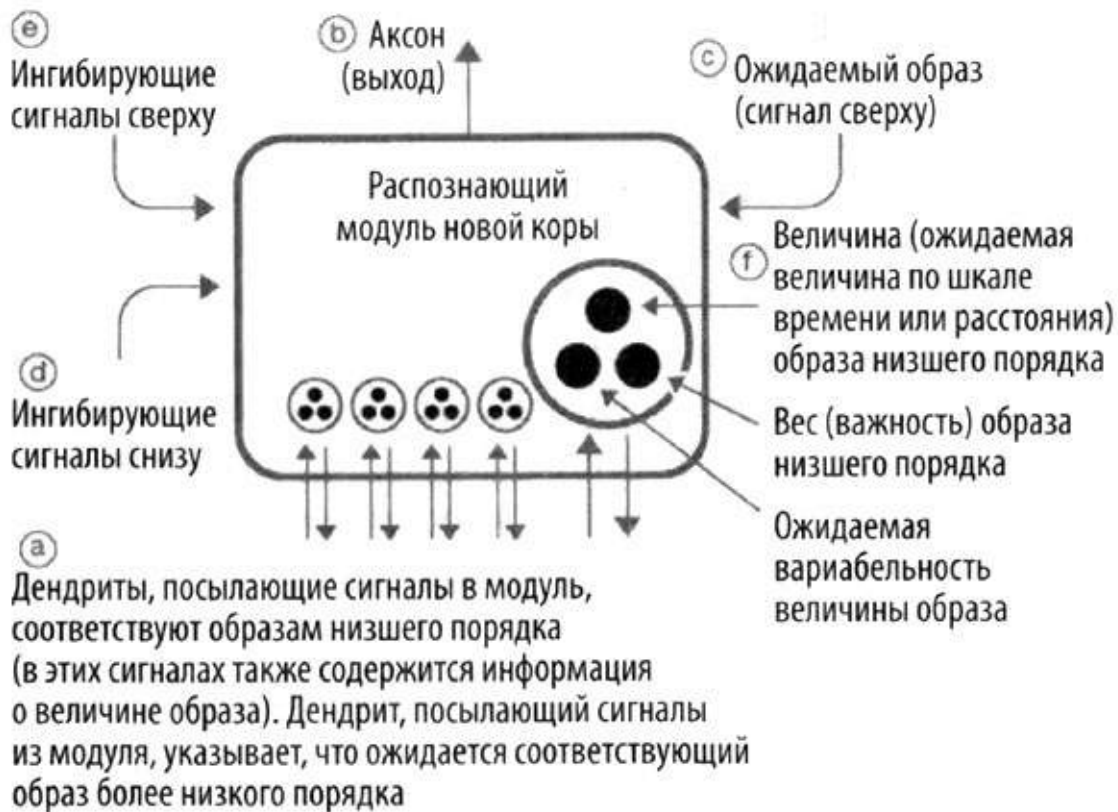 e
Ингибирующие
сигналы сверху
b Аксон
(выход)
c Ожидаемый образ
(сигнал сверху)
Распознающий
модуль новой коры
f Величина (ожидаемая
величина по шкале
времени или расстояния)
образа низшего порядка
d
Ингибирующие
сигналы снизу
Вес (важность) образа
низшего порядка
Ожидаемая
вариабельность
величины образа
a
Дендриты, посылающие сигналы в модуль,
соответствуют образам низшего порядка
(в этих сигналах также содержится информация
о величине образа). Дендрит, посылающий сигналы
из модуля, указывает, что ожидается соответствующий
образ более низкого порядка